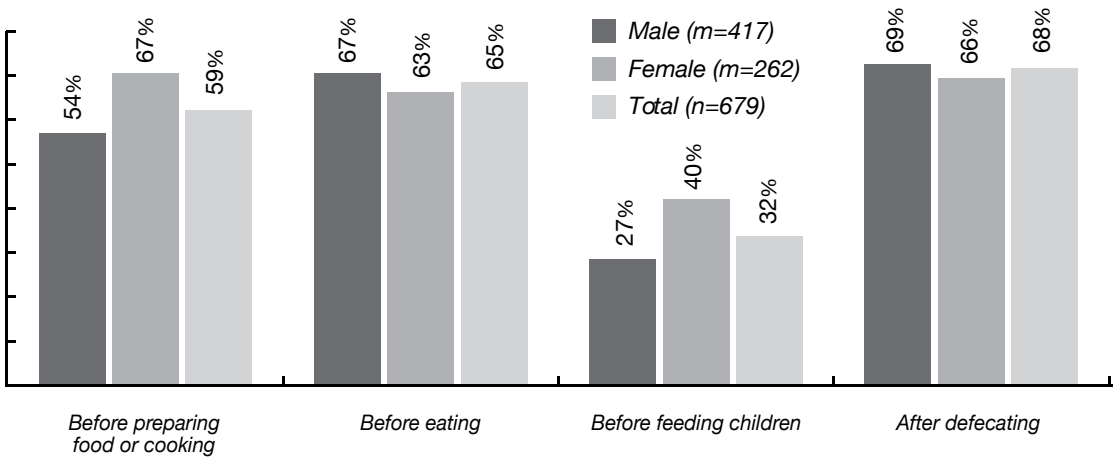 54%
67%
59%
67%
63%
65%
27%
40%
32%
69%
66%
68%
Male (m=417)
Female (m=262)
Total (n=679)
Before preparing
food or cooking
Before eating
Before feeding children
After defecating